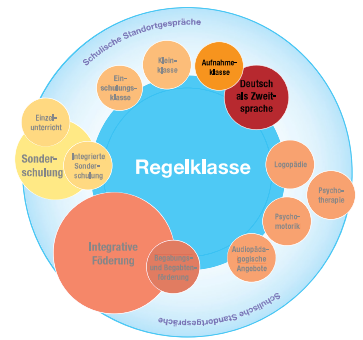 Schulische Standortgespräche
Klein-
klasse
Aufnahme-
klasse
Ein-
schulungs-
klasse
Deutsch
als Zweit-
sprache
Einzel-
unterricht
Sonder-
schulung
Integrierte
Sonder-
schulung
Regelklasse
Logopädie
Psycho-
therapie
Psycho-
motorik
Integrative
Föderung
Begabungs-
und Begabten-
förderung
Audiopäda-
gogische
Angebote
Schulische Standortgespräche